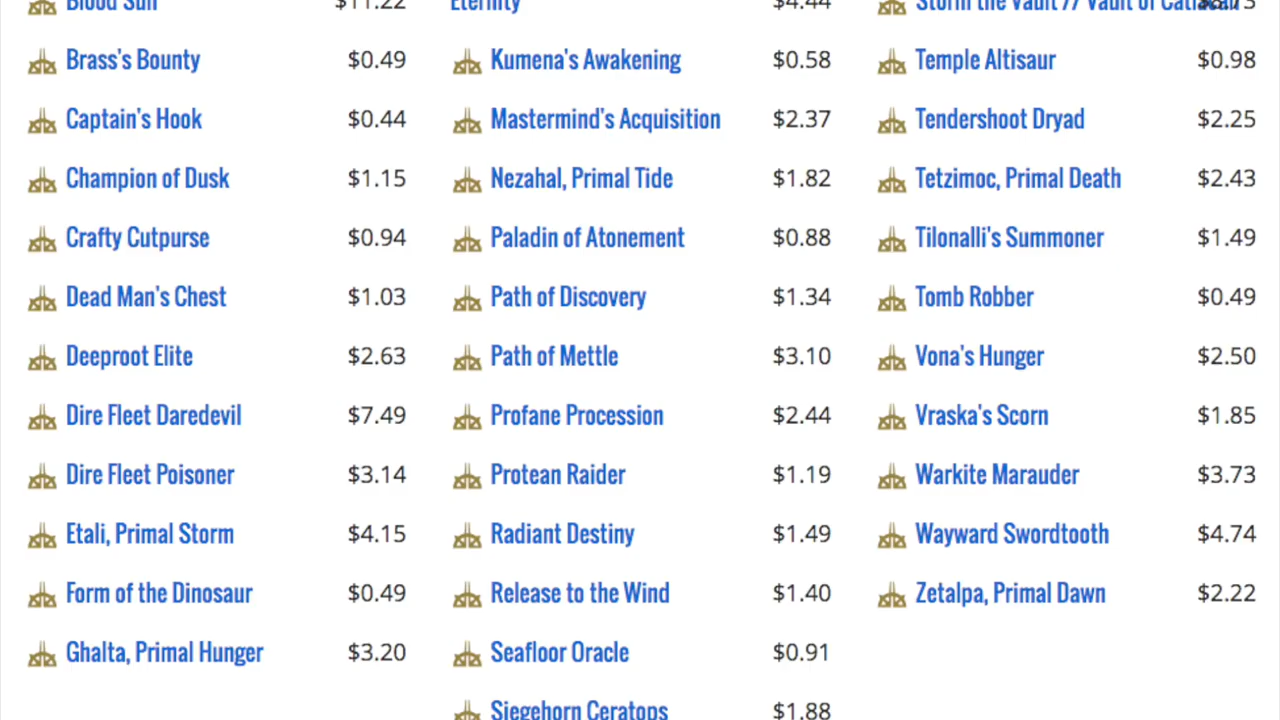 Blood Sun $11.22
Brass's Bounty $0.49
Captain's Hook $0.44
Champion of Dusk $1.15
Crafty Cutpurse $0.94
Dead Man's Chest $1.03
Deeproot Elite $2.63
Dire Fleet Daredevil $7.49
Dire Fleet Poisoner $3.14
Etali, Primal Storm $4.15
Form of the Dinosaur $0.49
Ghalta, Primal Hunger $3.20
Eternity $4.44
Kumena's Awakening $0.58
Mastermind's Acquisition $2.37
Nezahal, Primal Tide $1.82
Paladin of Atonement $0.88
Path of Discovery $1.34
Path of Mettle $3.10
Profane Procession $2.44
Protean Raider $1.19
Radiant Destiny $1.49
Release to the Wind $1.40
Seafloor Oracle $0.91
Siegehorn Ceratops $1.88
Storm the Vault // Vault of
Temple Altisaur $0.98
Tendershoot Dryad $2.25
Tetzimoc, Primal Death $2.43
Tilonalli's Summoner $1.49
Tomb Robber $0.49
Vona's Hunger $2.50
Vraska's Scorn $1.85
Warkite Marauder $3.73
Wayward Swordtooth $4.74
Zetalpa, Primal Dawn $2.22